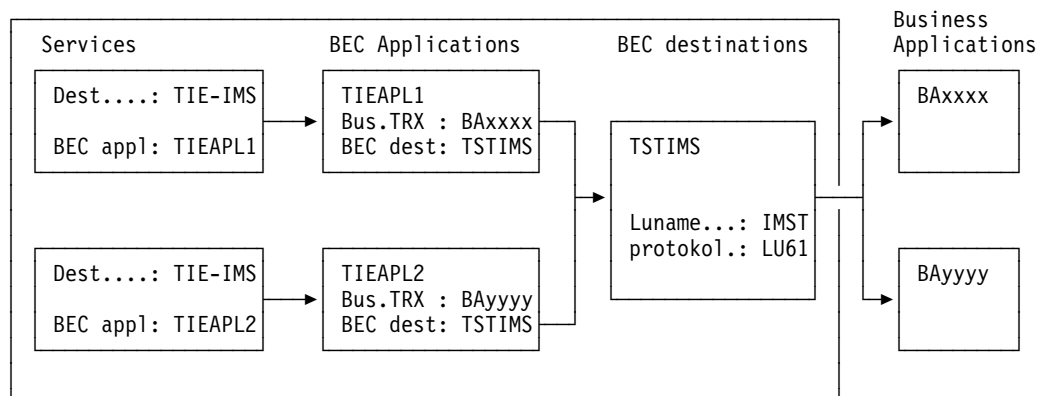 Business
Services
BEC Applications
BEC destinations
Applications
Dest....: TIE-IMS
BEC appl: TIEAPL1
TIEAPL1
Bus.TRX : BAxxxx
BEC dest: TSTIMS
TSTIMS
Luname...: IMST
protokol.: LU61
BAxxxx
Dest....: TIE-IMS
BEC appl: TIEAPL2
TIEAPL2
Bus.TRX : BAyyyy
BEC dest: TSTIMS
BAyyyy